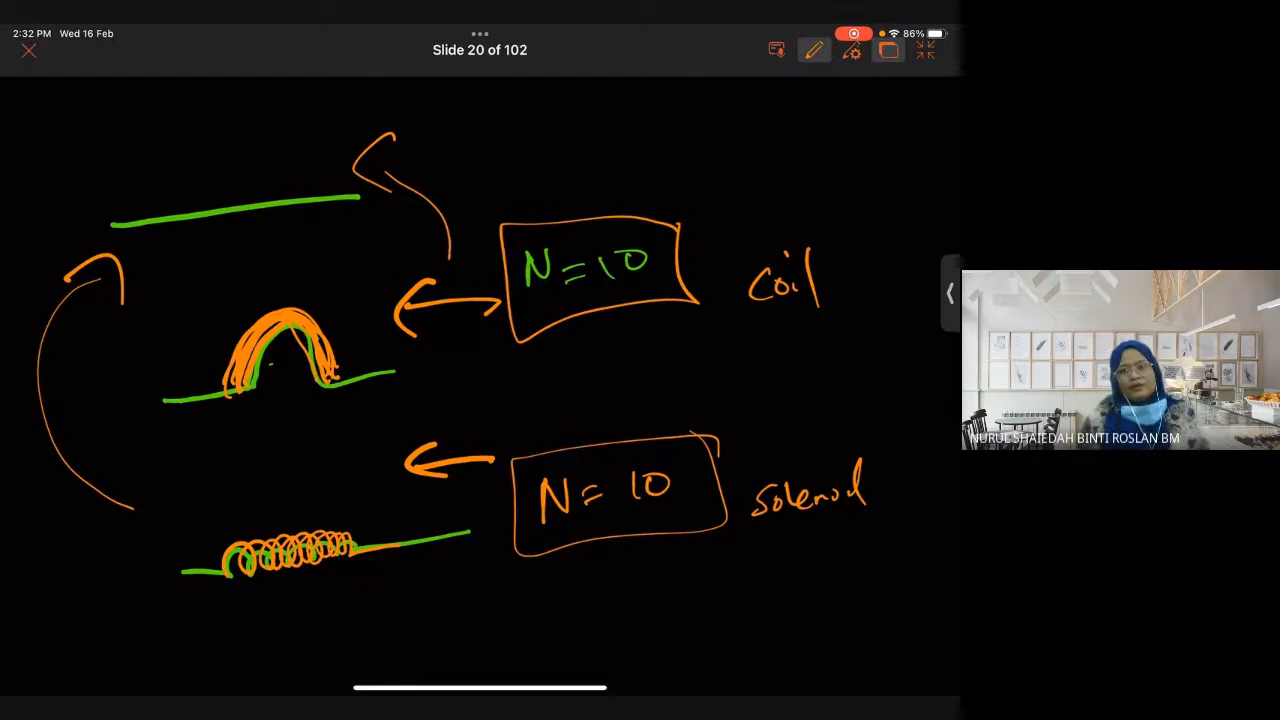 2:32 PM Wed 16 Feb
86%
Slide 20 of 102
N = 10
coil
N = 10
solenoid
NURUL SHAIEDAH BINTI ROSLAN BM